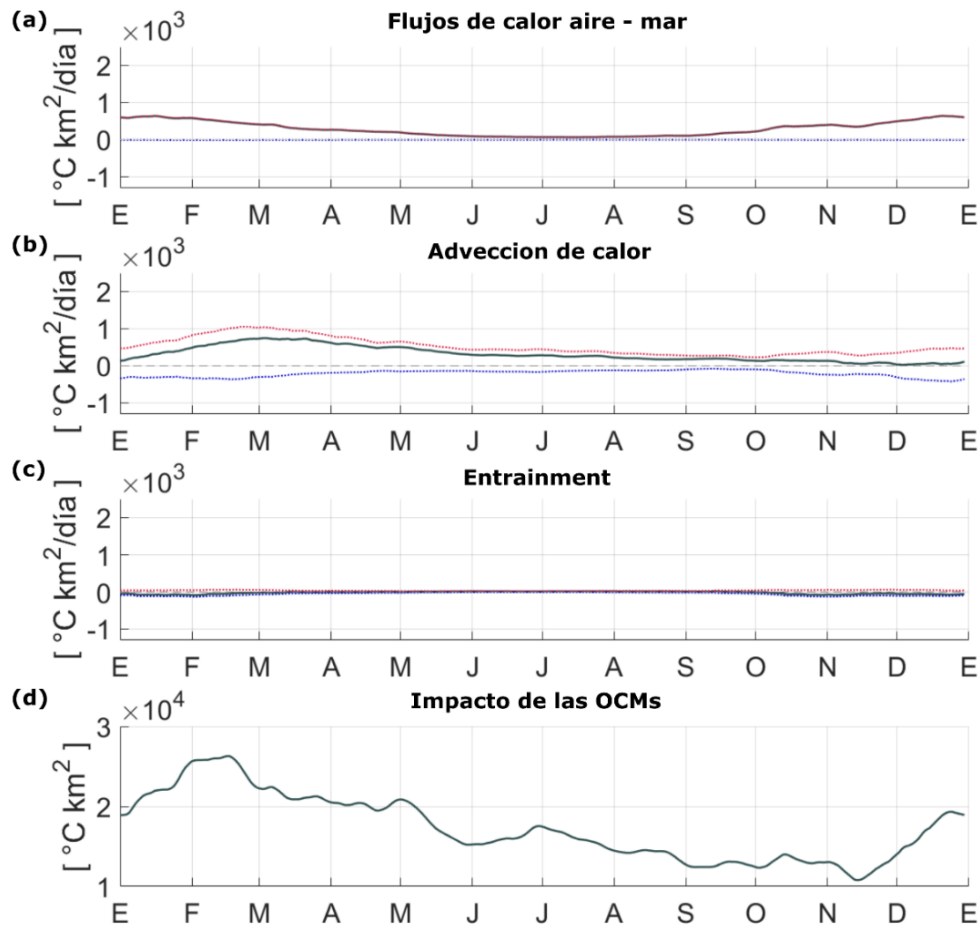 (a)
Flujos de calor aire - mar
×10³
[ °C km²/día ]
2
1
0
-1
E F M A M J J A S O N D E
(b)
Adveccion de calor
×10³
[ °C km²/día ]
2
1
0
-1
E F M A M J J A S O N D E
(c)
Entrainment
×10³
[ °C km²/día ]
2
1
0
-1
E F M A M J J A S O N D E
(d)
Impacto de las OCMs
×10⁴
[ °C km² ]
3
2
1
E F M A M J J A S O N D E